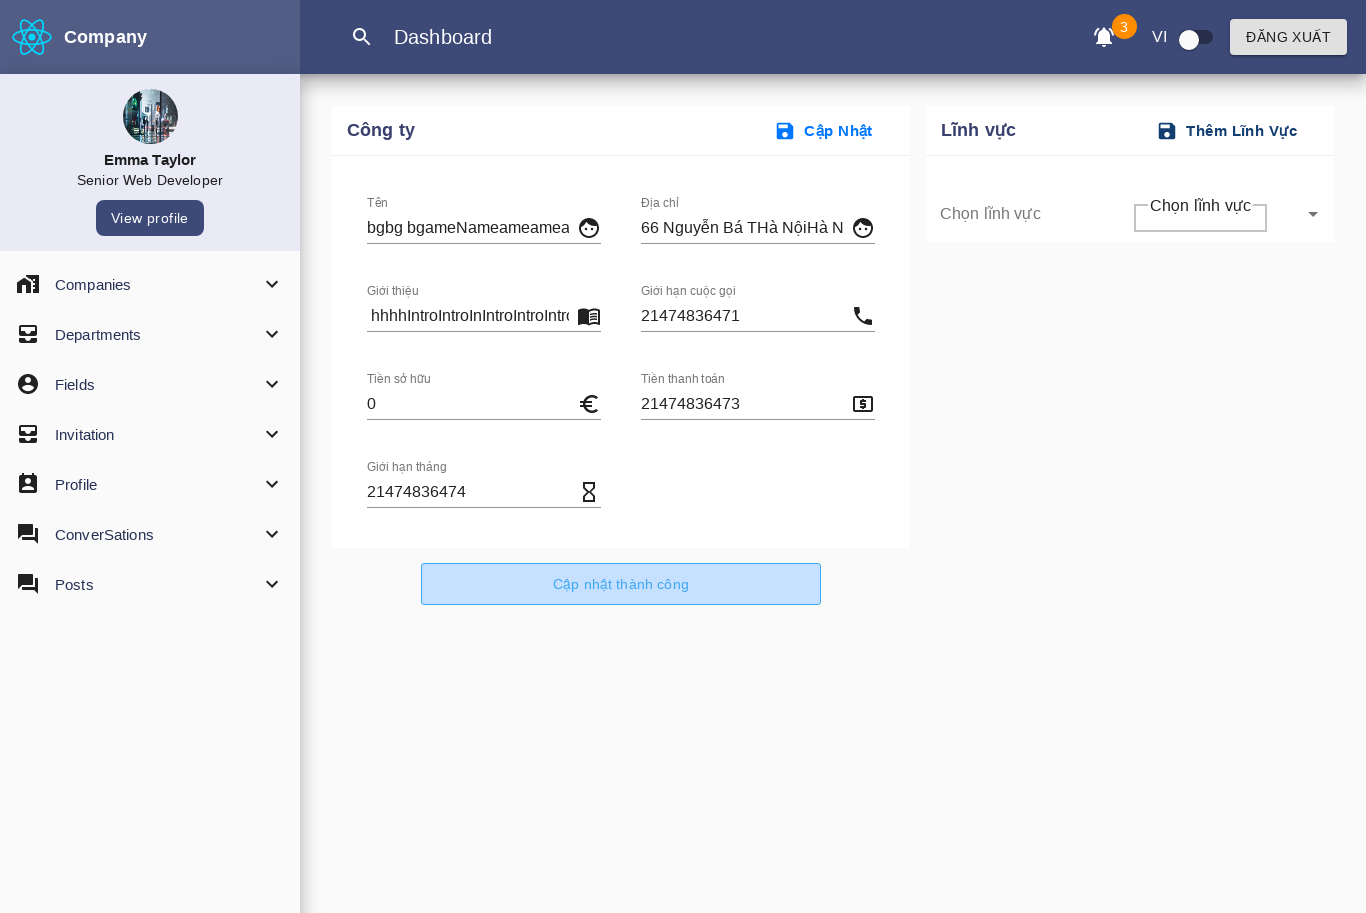 Company
Dashboard
3
VI
ĐĂNG XUẤT
Emma Taylor
Senior Web Developer
View profile
Companies
Departments
Fields
Invitation
Profile
ConverSations
Posts
Công ty
Cập Nhật
Tên
bgbg bgameNameameamea
Địa chỉ
66 Nguyễn Bá THà NộiHà N
Giới thiệu
hhhhIntroIntroInIntroIntroIntro
Giới hạn cuộc gọi
21474836471
Tiền sở hữu
0
Tiền thanh toán
21474836473
Giới hạn tháng
21474836474
Cập nhật thành công
Lĩnh vực
Thêm Lĩnh Vực
Chọn lĩnh vực
Chọn lĩnh vực